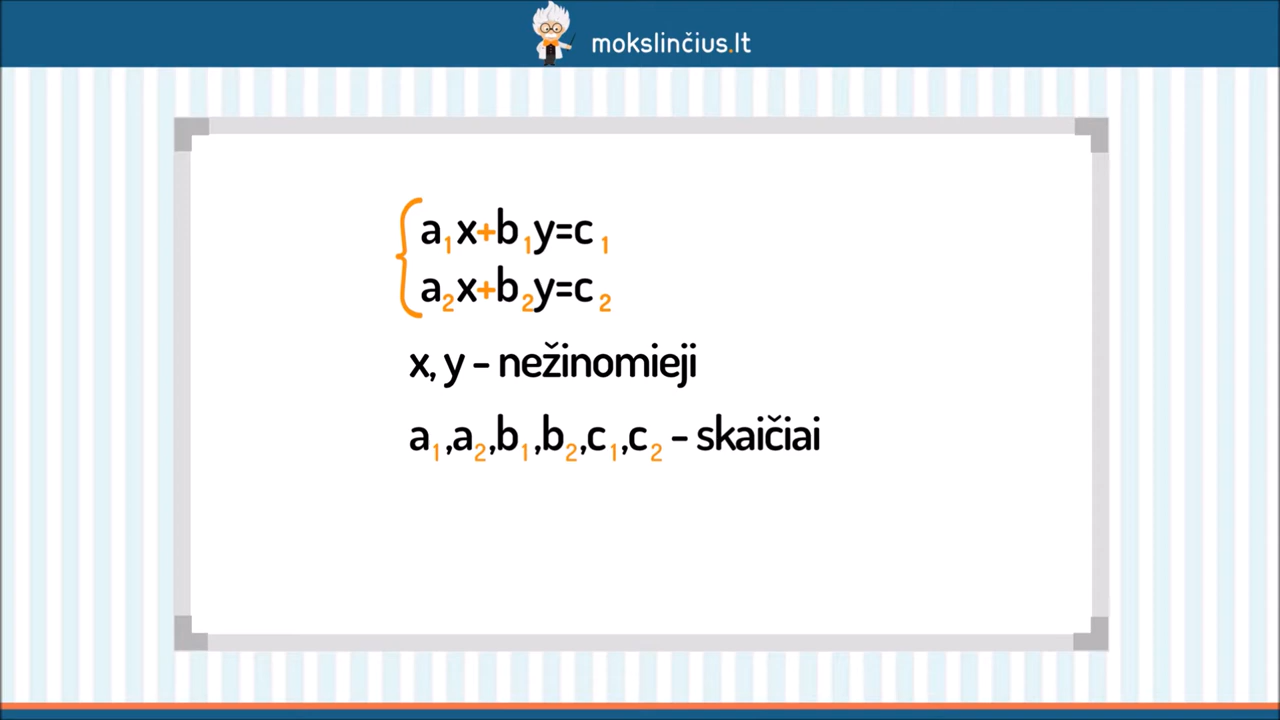 mokslinčius.lt
a₁x+b₁y=c₁
a₂x+b₂y=c₂
x, y - nežinomieji
a₁,a₂,b₁,b₂,c₁,c₂ - skaičiai